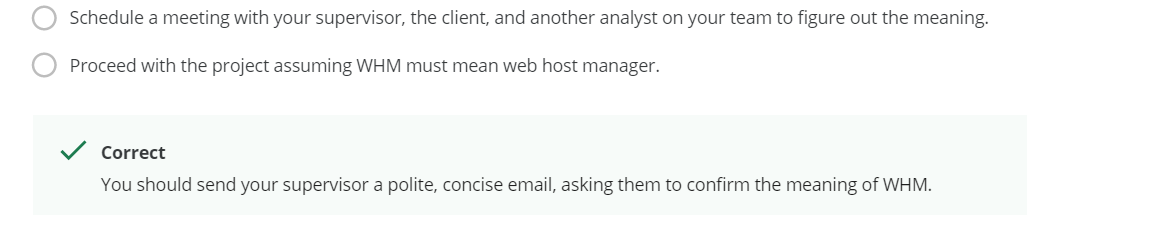 Schedule a meeting with your supervisor, the client, and another analyst on your team to figure out the meaning.
Proceed with the project assuming WHM must mean web host manager.
Correct
You should send your supervisor a polite, concise email, asking them to confirm the meaning of WHM.